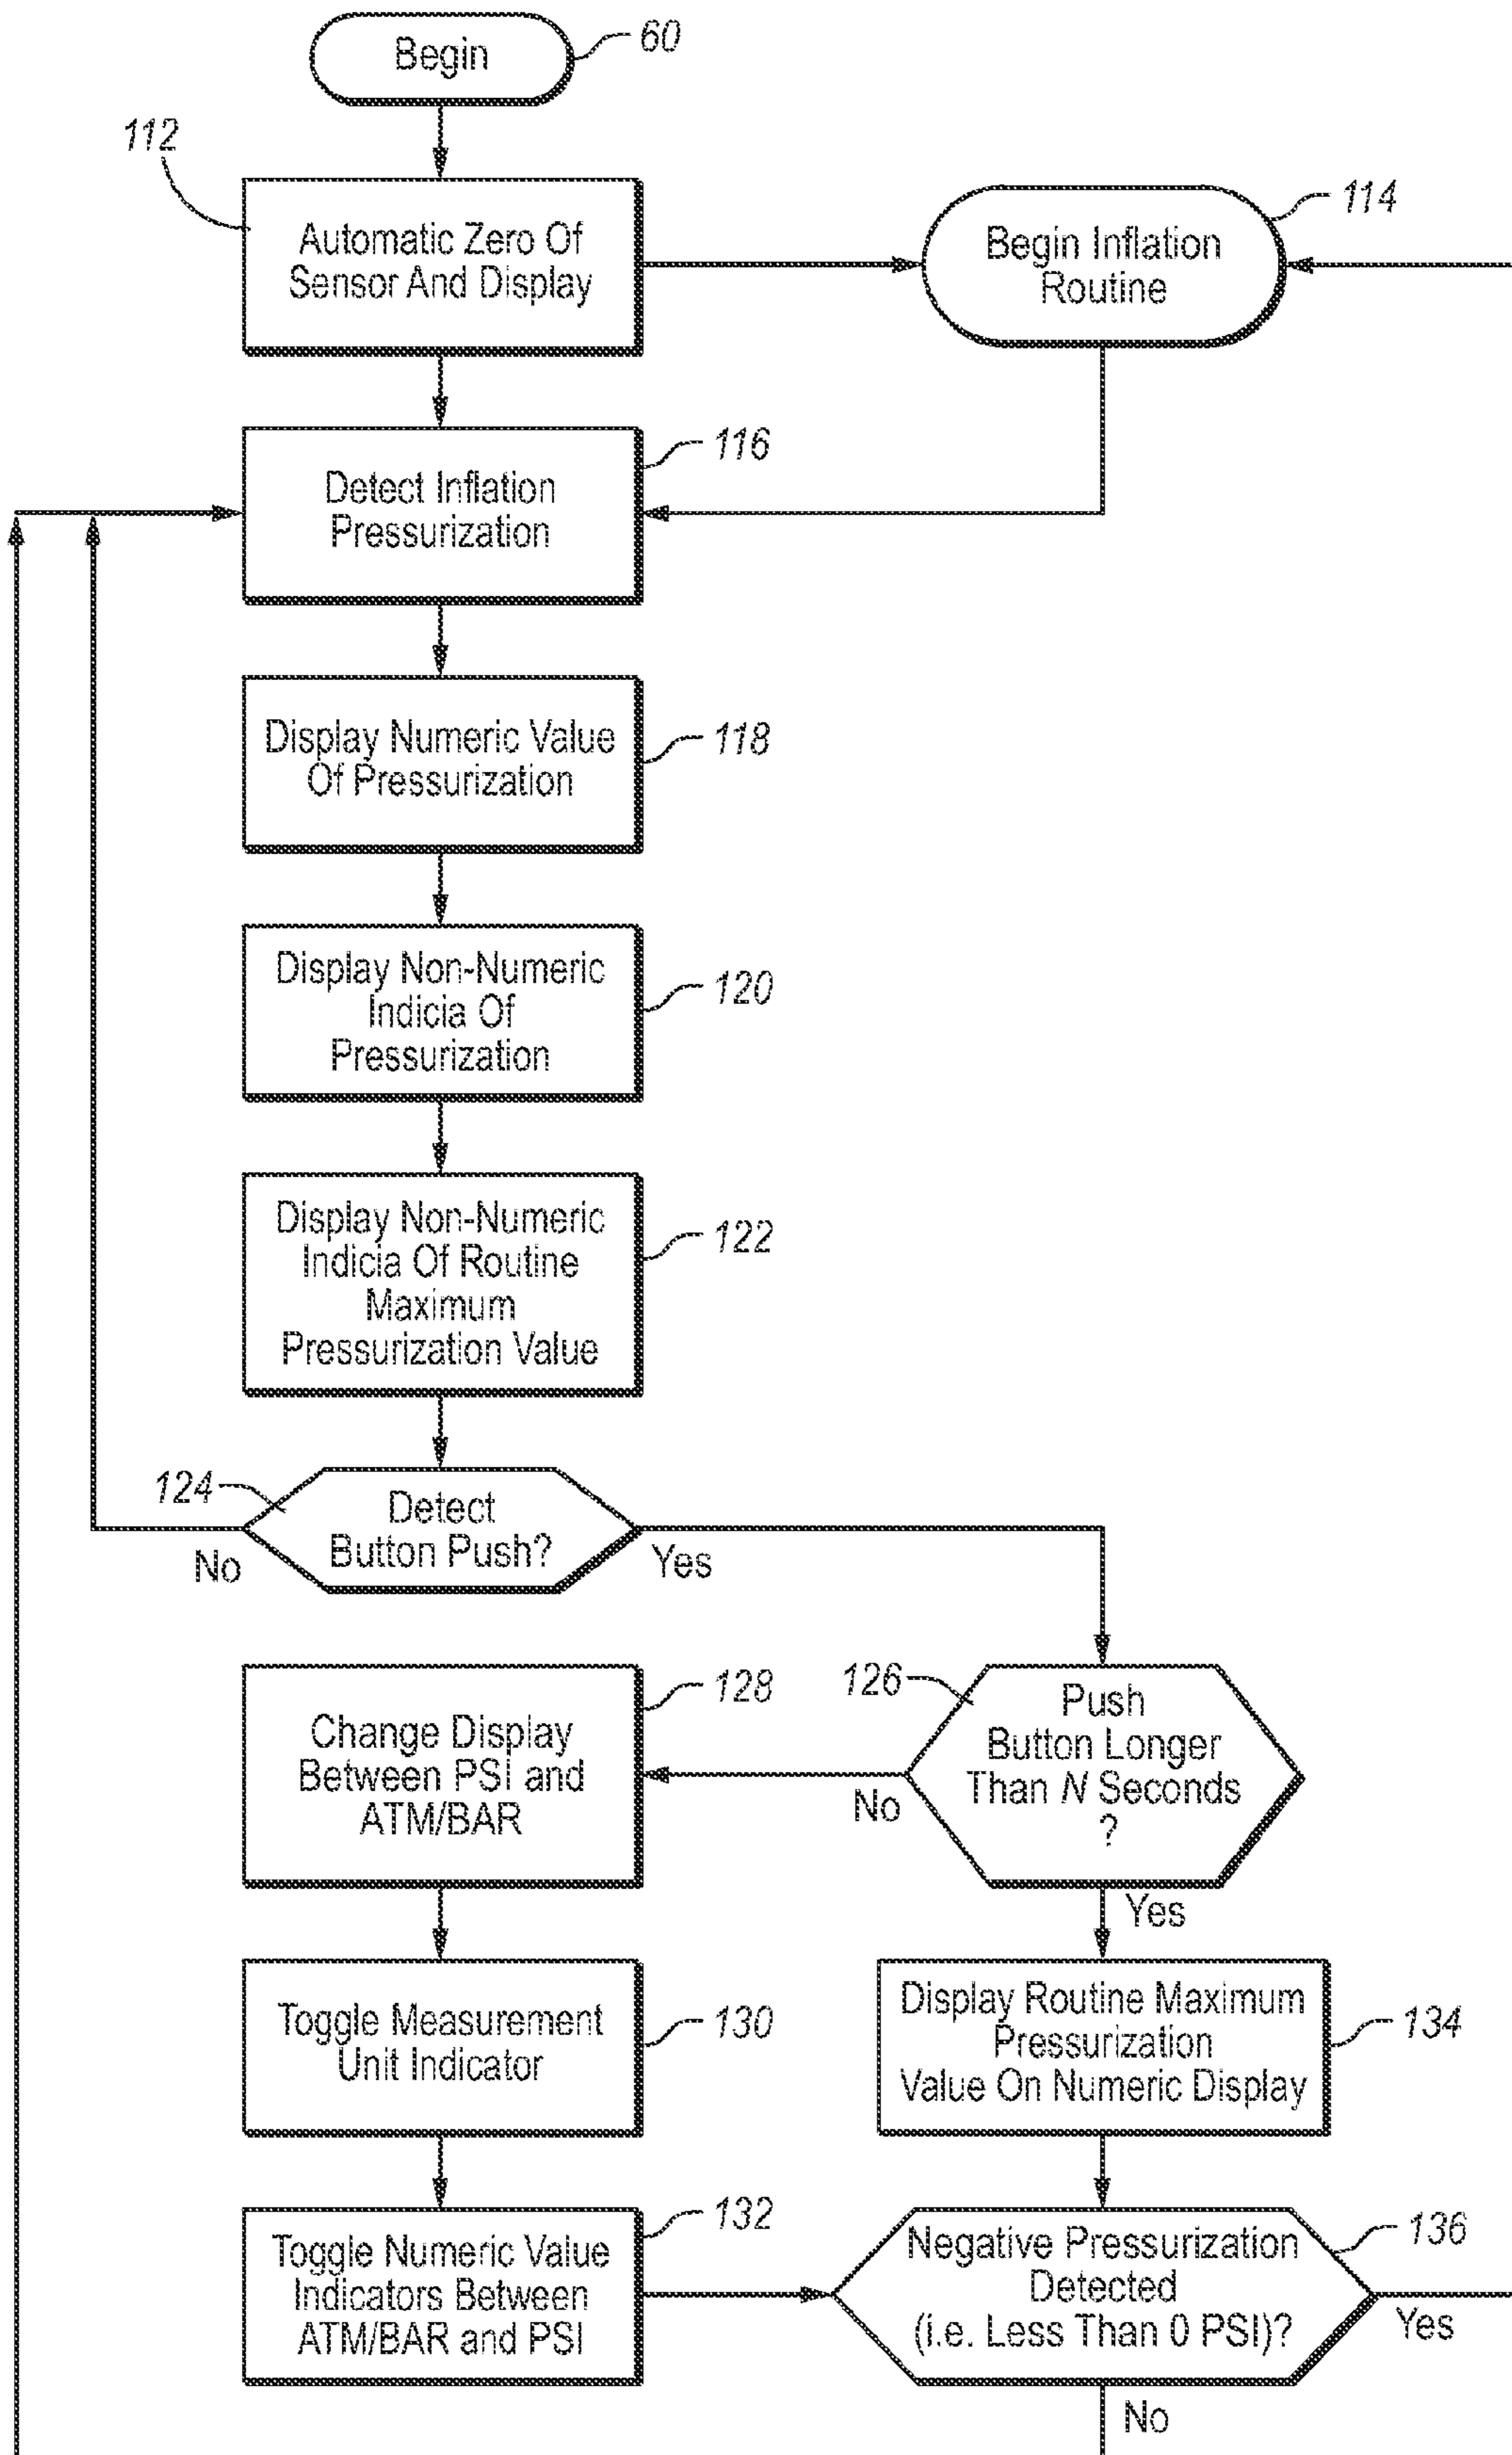 Begin
60
112
Automatic Zero Of
Sensor And Display
Begin Inflation
Routine
114
Detect Inflation
Pressurization
116
Display Numeric Value
Of Pressurization
118
Display Non-Numeric
Indicia Of
Pressurization
120
Display Non-Numeric
Indicia Of Routine
Maximum
Pressurization Value
122
124
Detect
Button Push?
No
Yes
126
Push
Button Longer
Than N Seconds
?
No
Yes
128
Change Display
Between PSI and
ATM/BAR
Toggle Measurement
Unit Indicator
130
Display Routine Maximum
Pressurization
Value On Numeric Display
134
Toggle Numeric Value
Indicators Between
ATM/BAR and PSI
132
Negative Pressurization
Detected
(i.e. Less Than 0 PSI)?
136
Yes
No